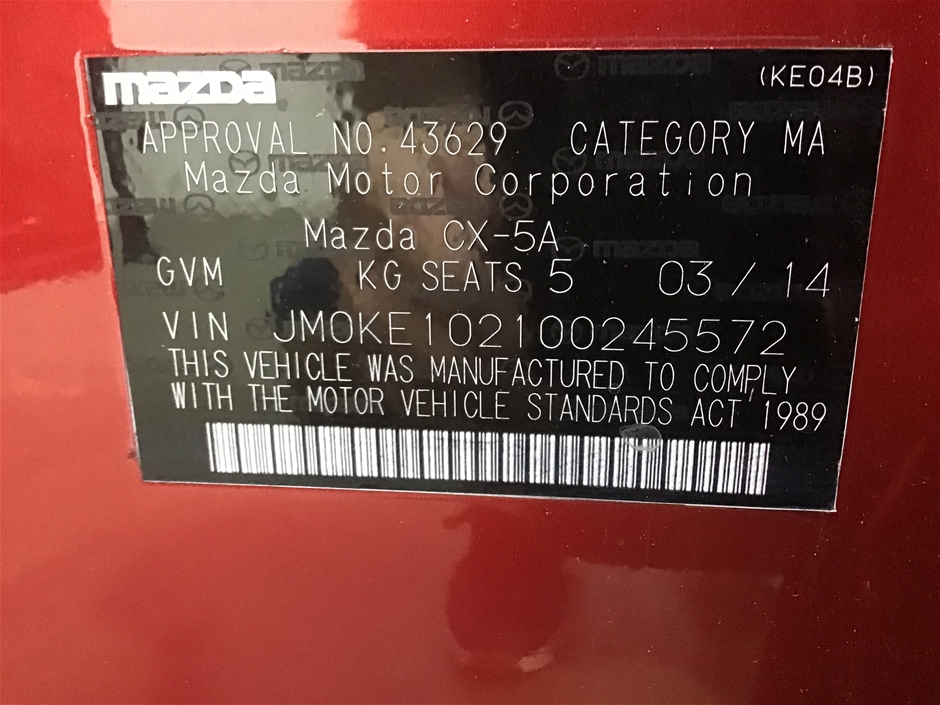 mazda (KE04B)
APPROVAL NO. 43629 CATEGORY MA
Mazda Motor Corporation
Mazda CX-5A
GVM KG SEATS 5 03/14
VIN JM0KE102100245572
THIS VEHICLE WAS MANUFACTURED TO COMPLY
WITH THE MOTOR VEHICLE STANDARDS ACT 1989